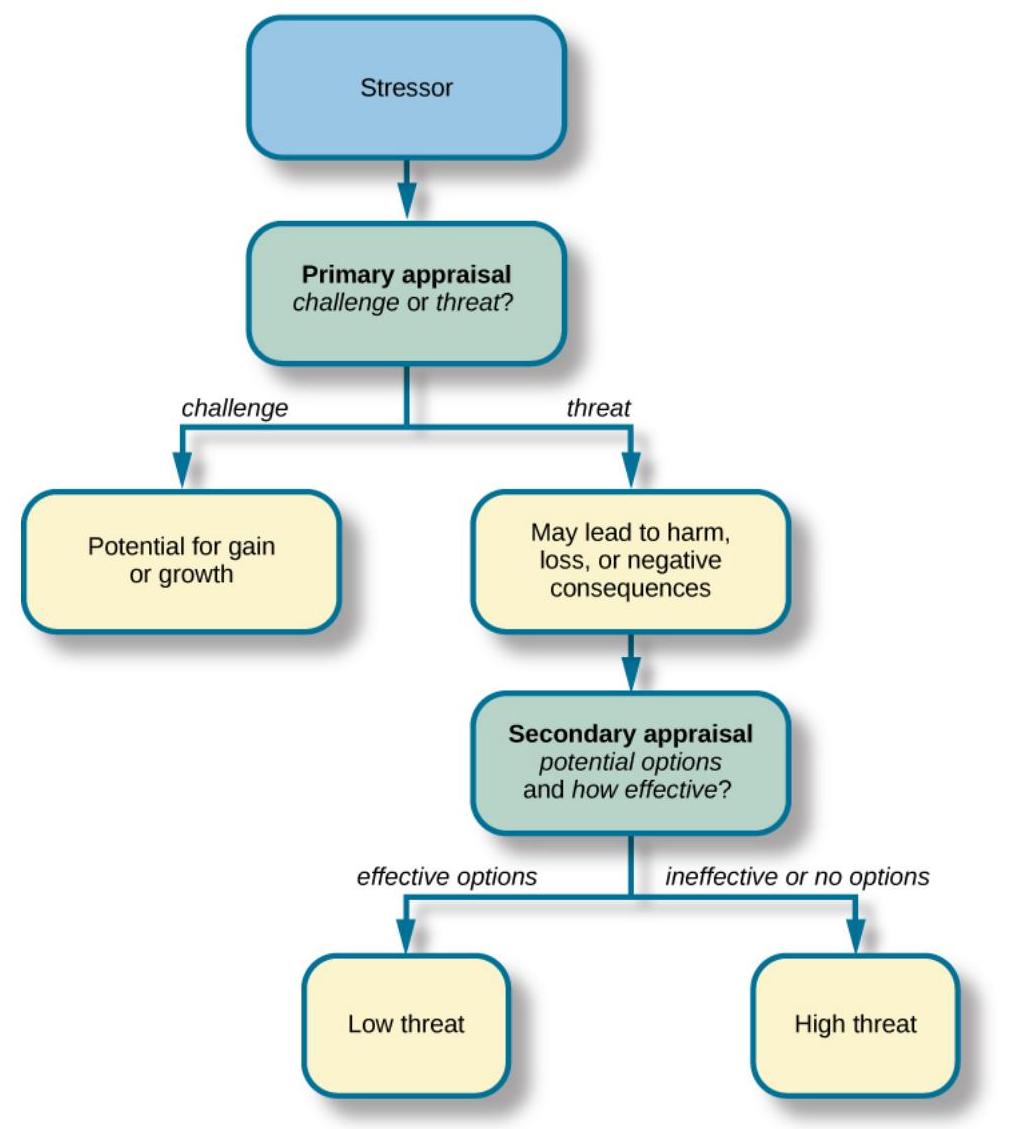 Stressor
Primary appraisal
challenge or threat?
challenge
threat
Potential for gain
or growth
May lead to harm,
loss, or negative
consequences
Secondary appraisal
potential options
and how effective?
effective options
ineffective or no options
Low threat
High threat